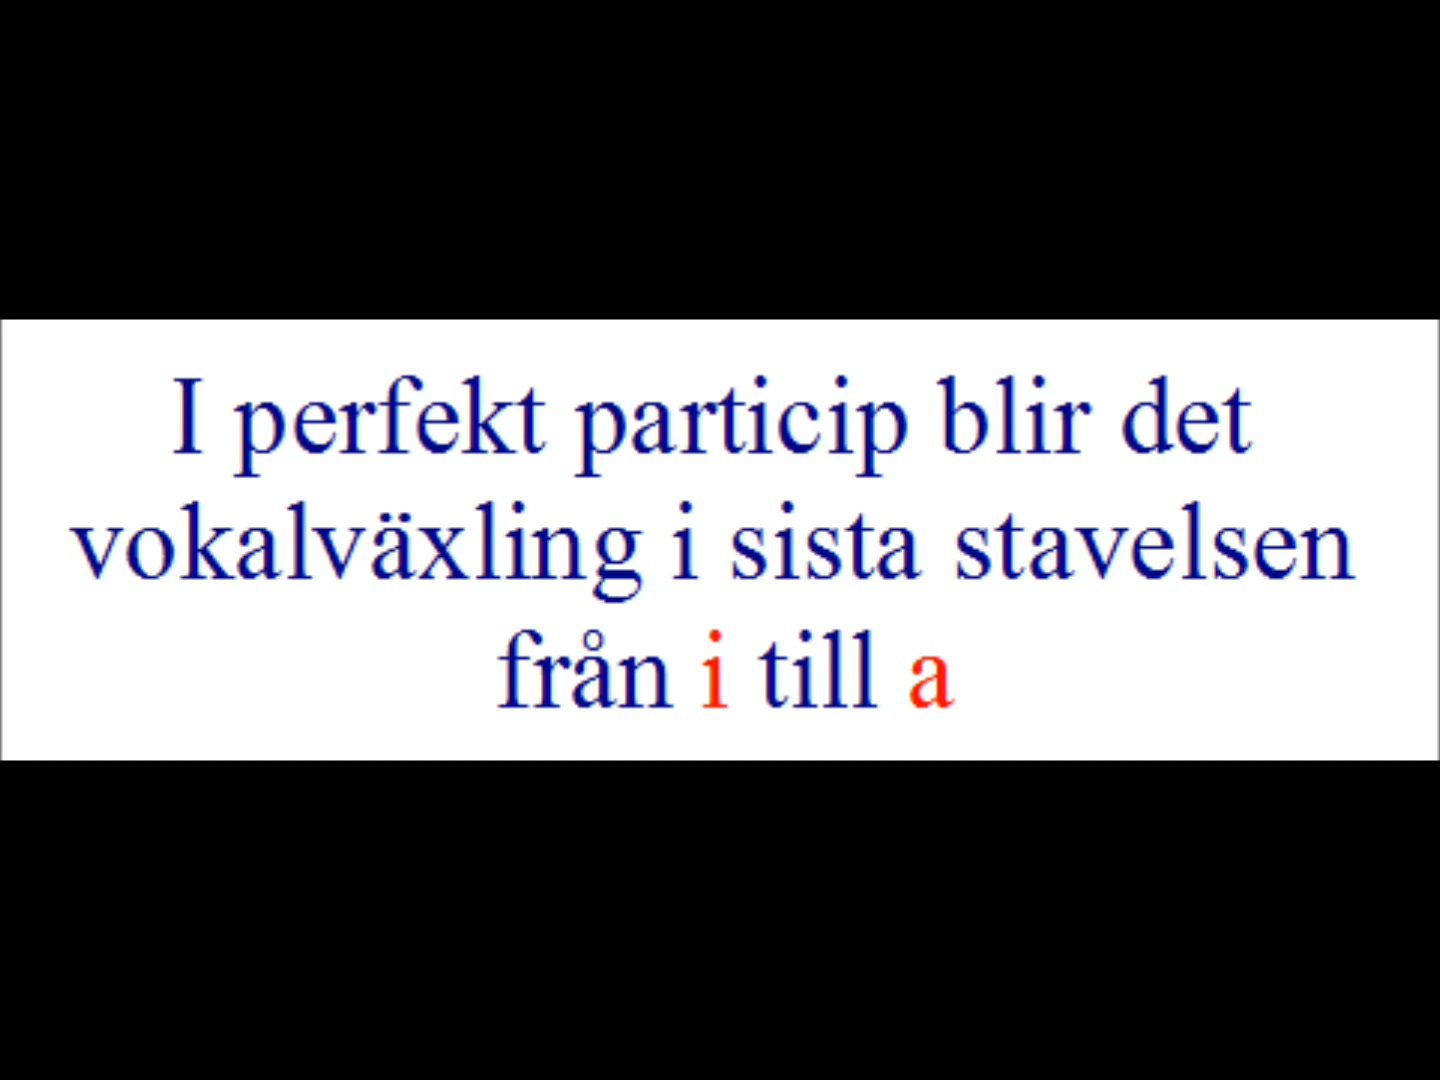 I perfekt particip blir det
vokalväxling i sista stavelsen
från i till a